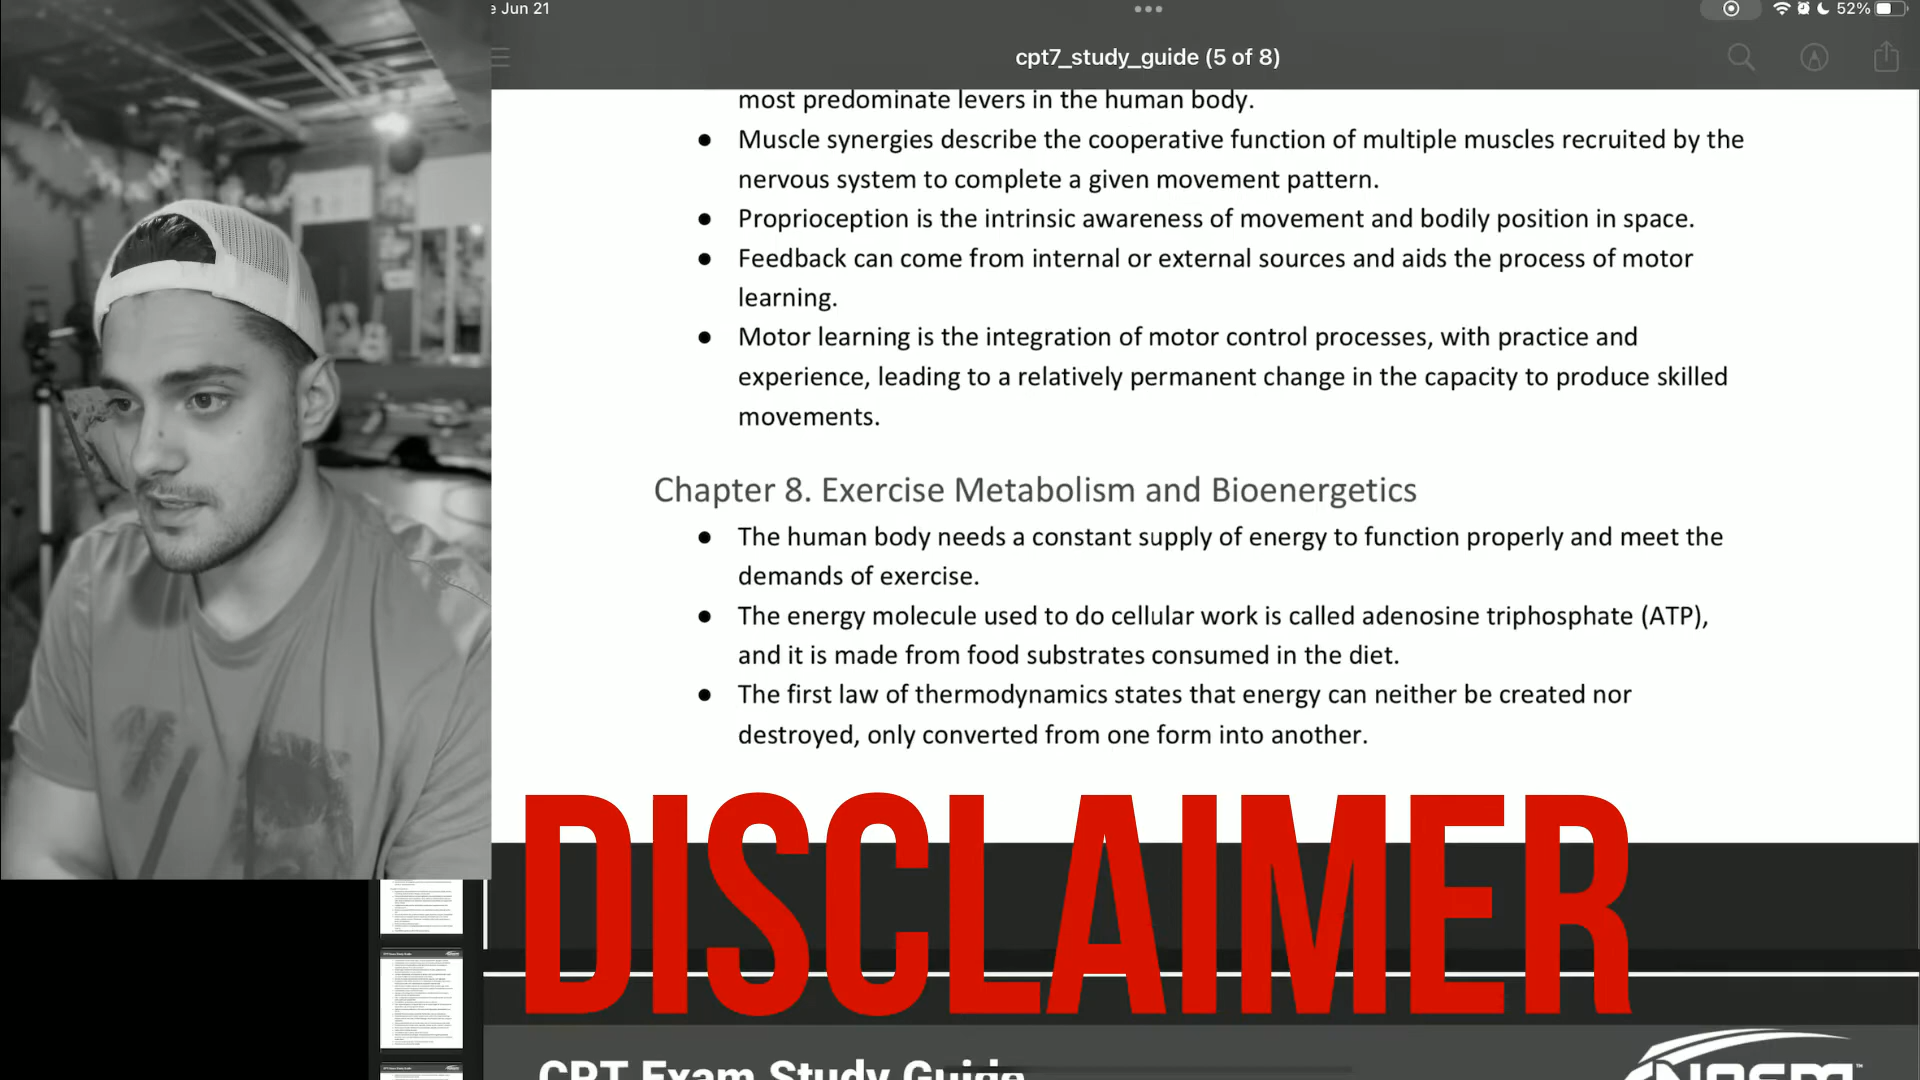 e Jun 21
52%
cpt7_study_guide (5 of 8)
most predominate levers in the human body.
● Muscle synergies describe the cooperative function of multiple muscles recruited by the
nervous system to complete a given movement pattern.
● Proprioception is the intrinsic awareness of movement and bodily position in space.
● Feedback can come from internal or external sources and aids the process of motor
learning.
● Motor learning is the integration of motor control processes, with practice and
experience, leading to a relatively permanent change in the capacity to produce skilled
movements.
Chapter 8. Exercise Metabolism and Bioenergetics
● The human body needs a constant supply of energy to function properly and meet the
demands of exercise.
● The energy molecule used to do cellular work is called adenosine triphosphate (ATP),
and it is made from food substrates consumed in the diet.
● The first law of thermodynamics states that energy can neither be created nor
destroyed, only converted from one form into another.
DISCLAIMER
CPT Exam Study Guide
NASM